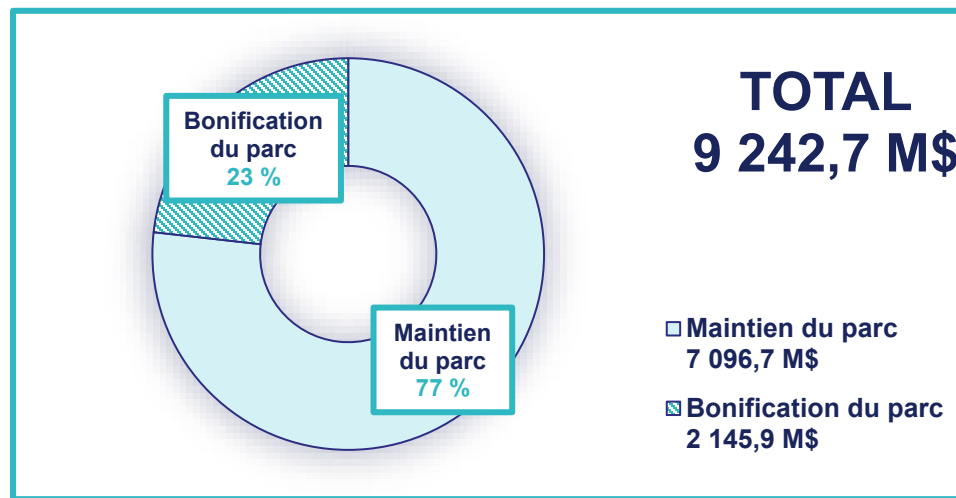 TOTAL
9 242,7 M$
Bonification
du parc
23 %
Maintien
du parc
77 %
Maintien du parc
7 096,7 M$
Bonification du parc
2 145,9 M$